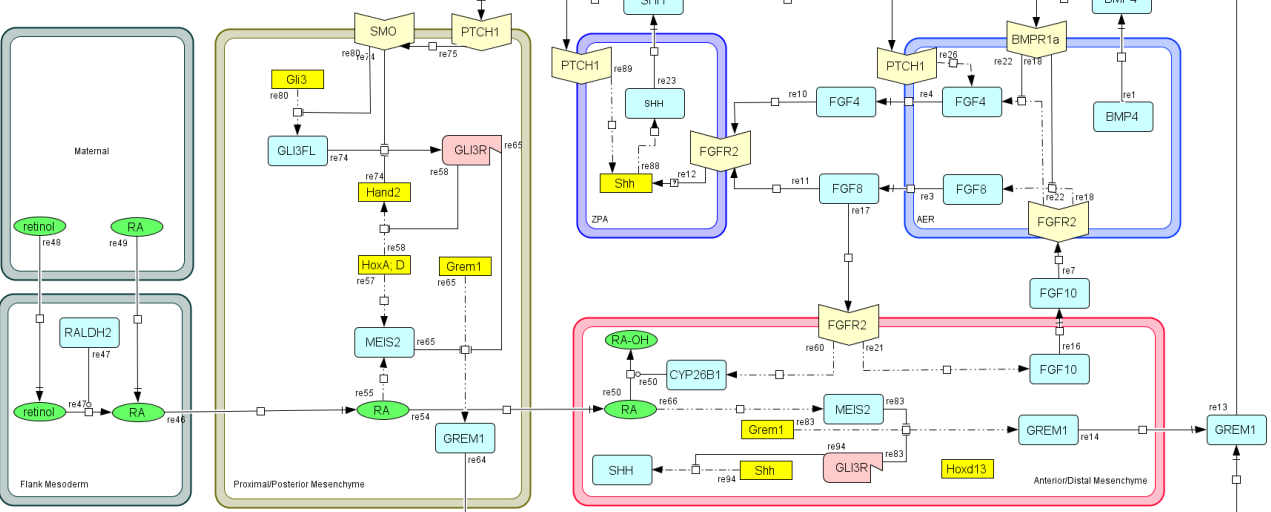 SHH
BMP4
SMO
PTCH1
BMPR1a
re80
re74
re75
PTCH1
re89
PTCH1
re26
re22
re18
Gli3
re80
re23
SHH
re10
FGF4
re4
FGF4
re1
BMP4
Maternal
GLI3FL
re74
GLI3R
re65
re58
FGFR2
re88
re12
Shh
re74
Hand2
re11
FGF8
re3
FGF8
re17
re22
re18
retinol
RA
re48
re49
ZPA
AER
FGFR2
re58
HoxA, D
Grem1
re57
re65
re7
FGF10
RALDH2
re47
MEIS2
re65
FGFR2
RA-OH
re60
re21
re16
re50
CYP26B1
FGF10
re55
re50
retinol
re47
RA
re46
RA
re54
RA
re66
MEIS2
re83
re13
Grem1
re83
GREM1
re14
GREM1
GREM1
re64
re94
re83
SHH
Shh
re94
GLI3R
Hoxd13
Flank Mesoderm
Proximal/Posterior Mesenchyme
Anterior/Distal Mesenchyme